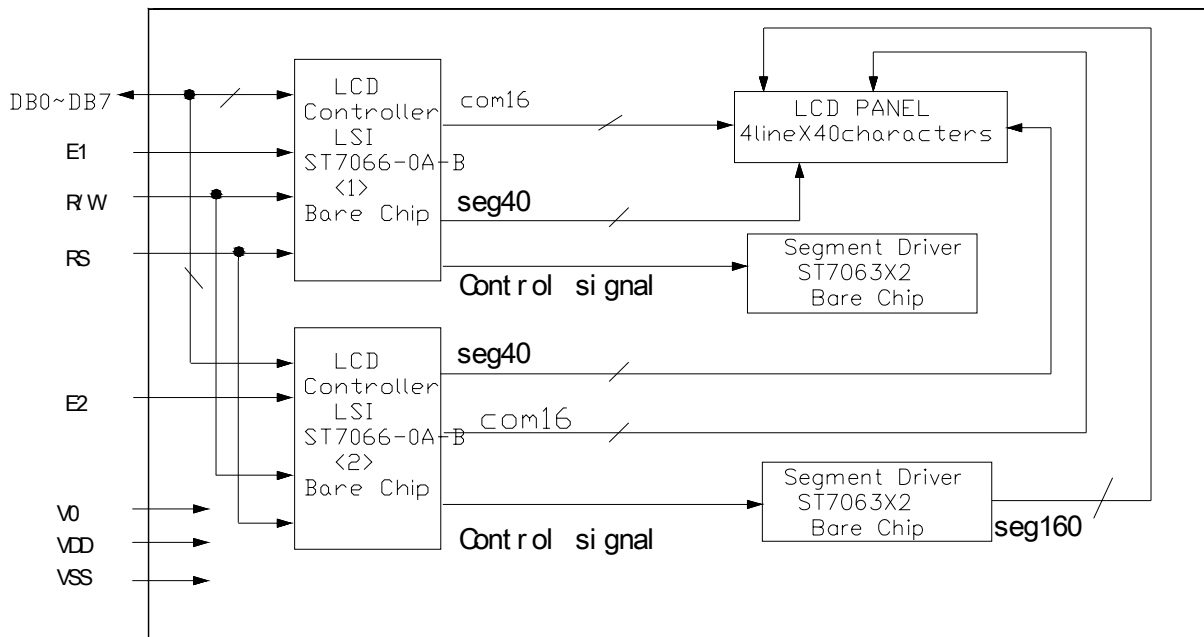 DB0~DB7
E1
R/W
RS
E2
V0
VDD
VSS
LCD
Controller
LSI
ST7066-0A-B
<1>
Bare Chip
com16
seg40
Control signal
LCD PANEL
4lineX40characters
Segment Driver
ST7063X2
Bare Chip
LCD
Controller
LSI
ST7066-0A-B
<2>
Bare Chip
seg40
com16
Control signal
Segment Driver
ST7063X2
Bare Chip
seg160